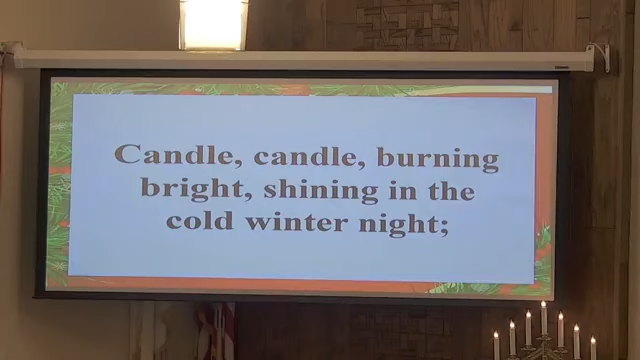 Candle, candle, burning
bright, shining in the
cold winter night;